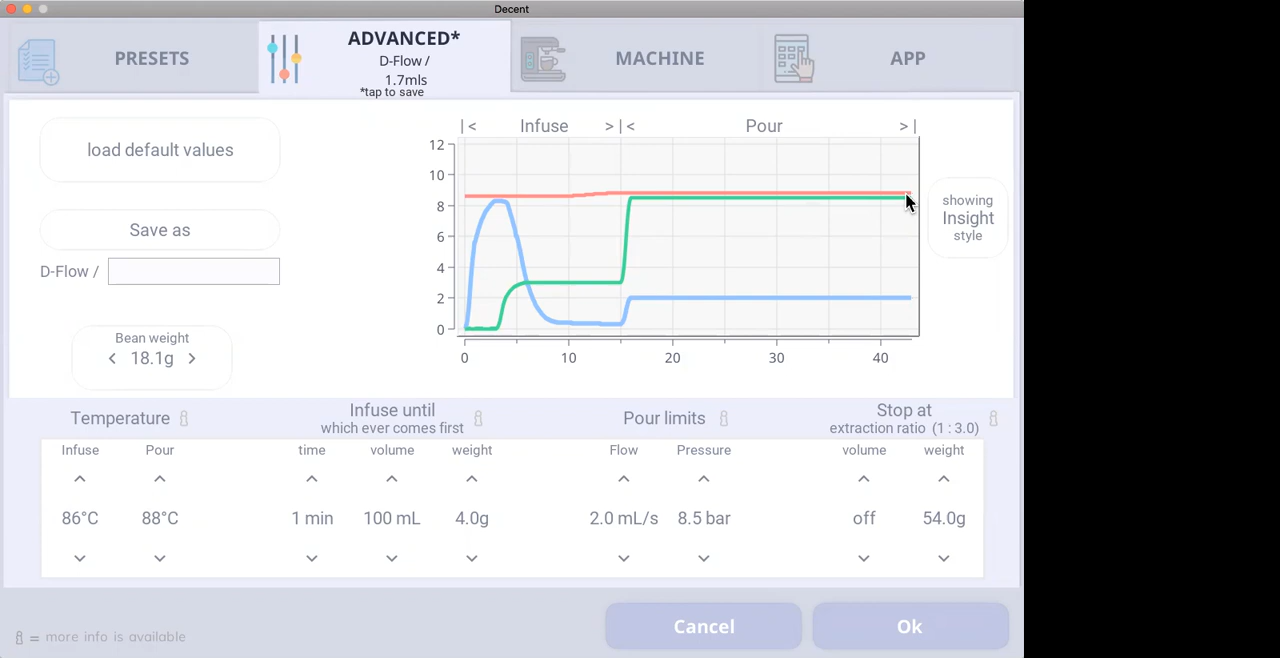 Decent
PRESETS
ADVANCED*
D-Flow /
1.7mls
*tap to save
MACHINE
APP
load default values
Save as
D-Flow /
Bean weight
< 18.1g >
|< Infuse >|< Pour >|
12
10
8
6
4
2
0
0 10 20 30 40
showing
Insight
style
Temperature
Infuse until
which ever comes first
Pour limits
Stop at
extraction ratio (1 : 3.0)
Infuse Pour time volume weight Flow Pressure volume weight
86°C 88°C 1 min 100 mL 4.0g 2.0 mL/s 8.5 bar off 54.0g
= more info is available
Cancel
Ok